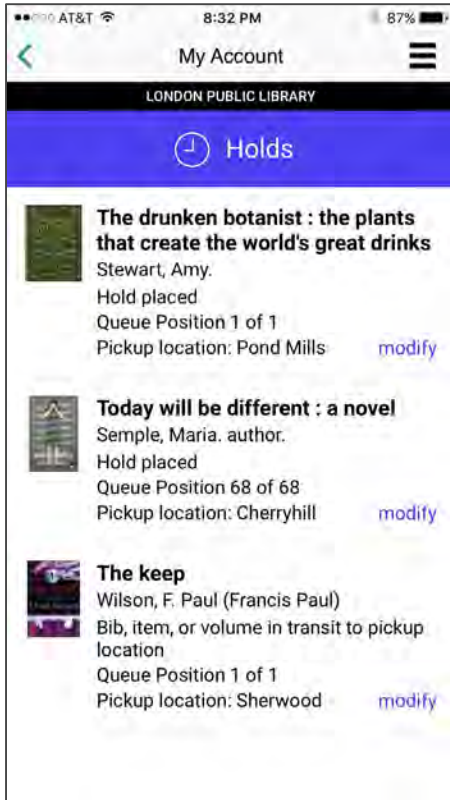 AT&T 8:32 PM 87%
My Account
LONDON PUBLIC LIBRARY
Holds
The drunken botanist : the plants
that create the world's great drinks
Stewart, Amy.
Hold placed
Queue Position 1 of 1
Pickup location: Pond Mills modify
Today will be different : a novel
Semple, Maria. author.
Hold placed
Queue Position 68 of 68
Pickup location: Cherryhill modify
The keep
Wilson, F. Paul (Francis Paul)
Bib, item, or volume in transit to pickup
location
Queue Position 1 of 1
Pickup location: Sherwood modify